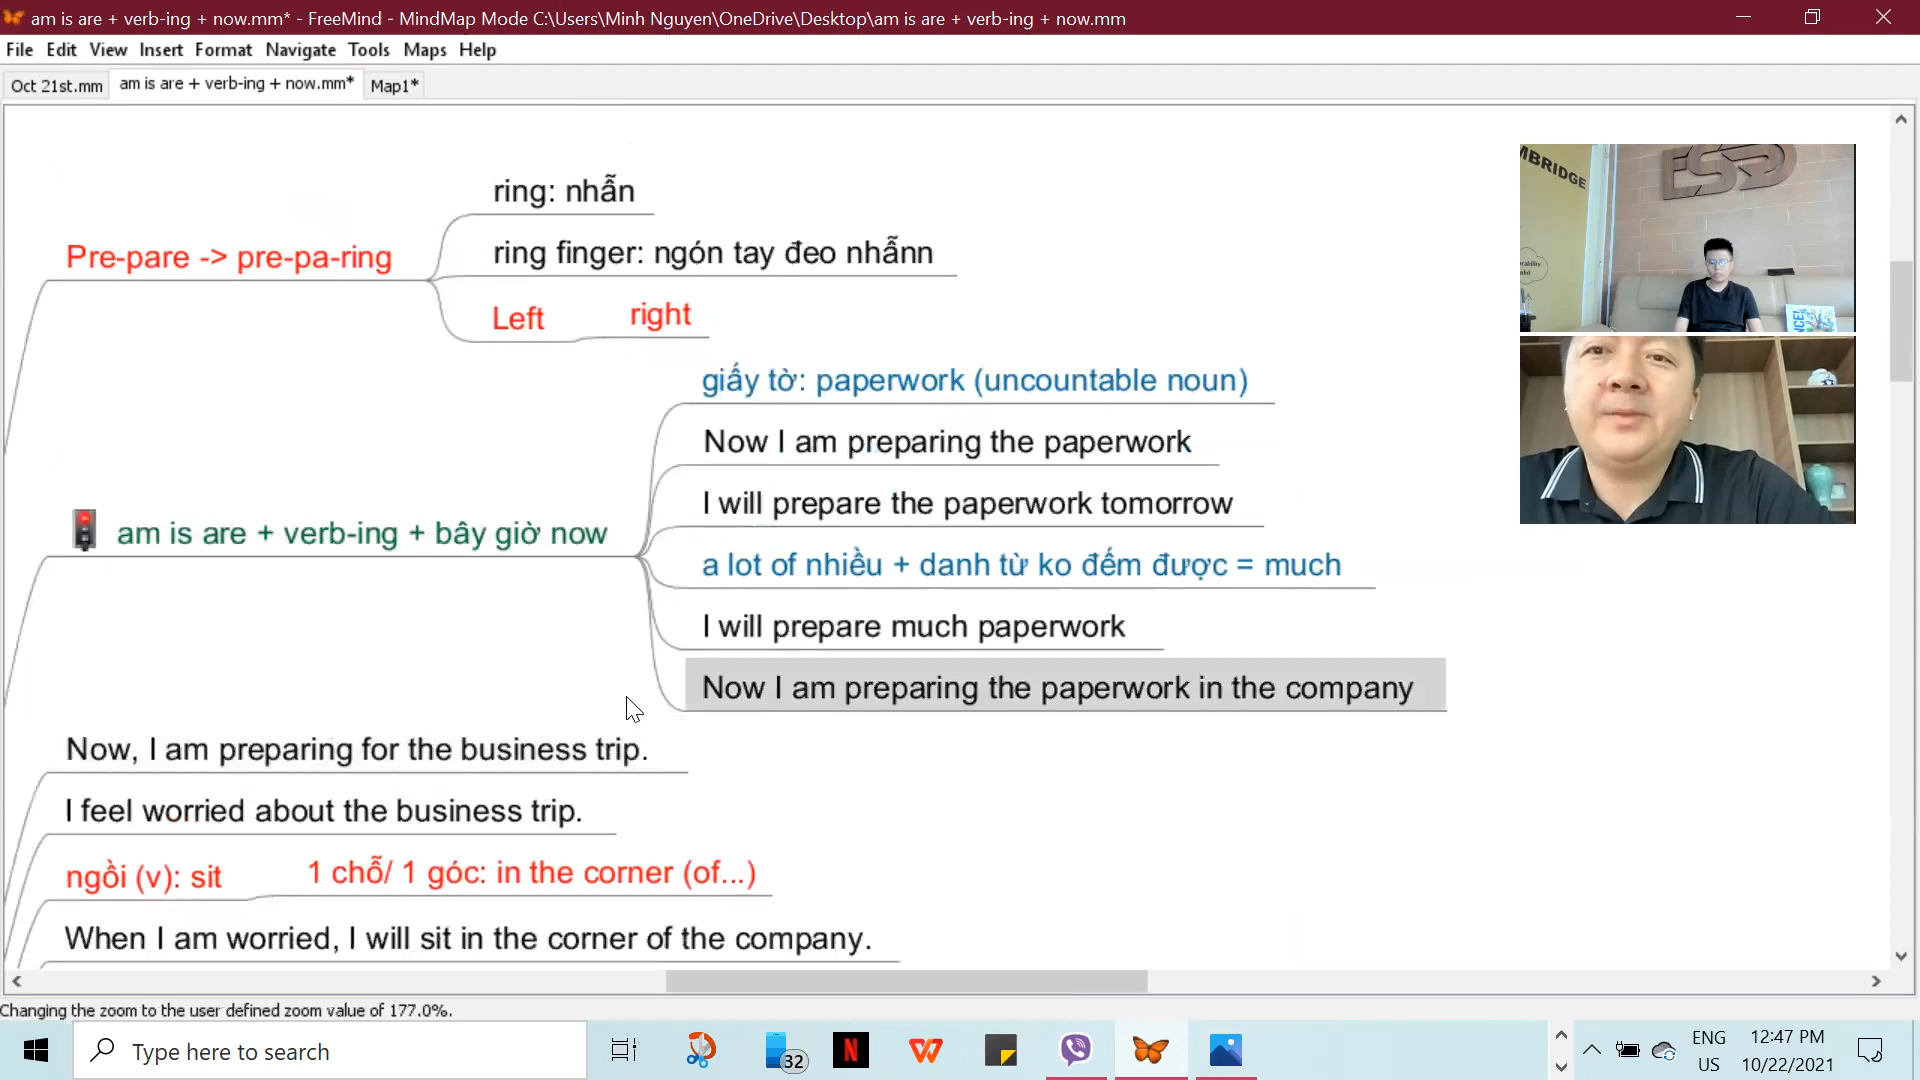 am is are + verb-ing + now.mm* - FreeMind - MindMap Mode C:\Users\Minh Nguyen\OneDrive\Desktop\am is are + verb-ing + now.mm
File Edit View Insert Format Navigate Tools Maps Help
Oct 21st.mm am is are + verb-ing + now.mm* Map1*
ring: nhẫn
Pre-pare -> pre-pa-ring
ring finger: ngón tay đeo nhẫnn
Left right
giấy tờ: paperwork (uncountable noun)
Now I am preparing the paperwork
I will prepare the paperwork tomorrow
am is are + verb-ing + bây giờ now
a lot of nhiều + danh từ ko đếm được = much
I will prepare much paperwork
Now I am preparing the paperwork in the company
Now, I am preparing for the business trip.
I feel worried about the business trip.
ngồi (v): sit 1 chỗ/ 1 góc: in the corner (of...)
When I am worried, I will sit in the corner of the company.
MBRIDGE
ESD
Changing the zoom to the user defined zoom value of 177.0%.
Type here to search
32
N
W
ENG
US
12:47 PM
10/22/2021